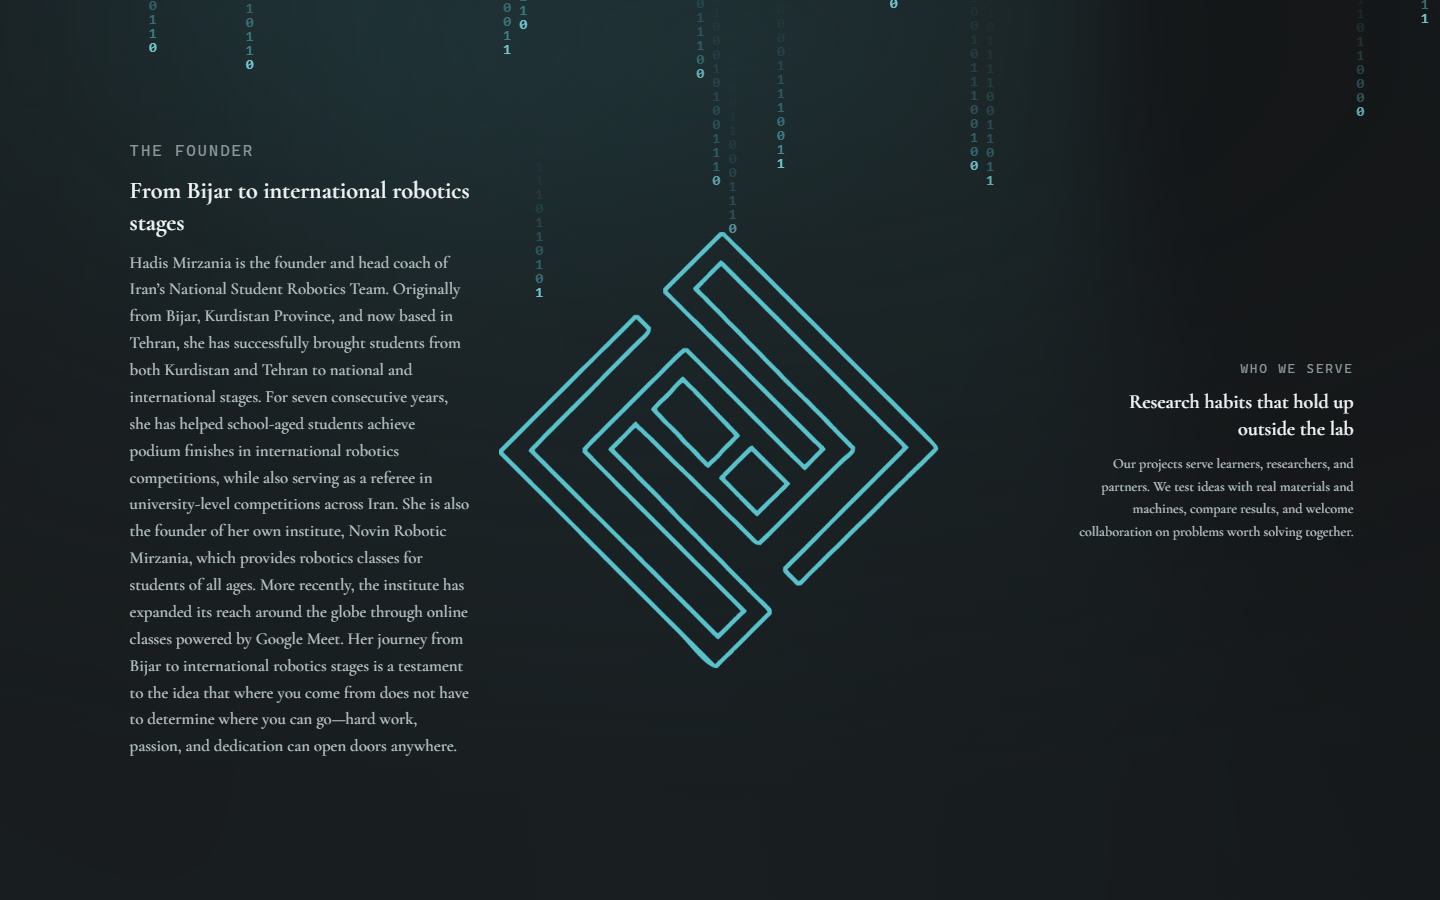 THE FOUNDER
From Bijar to international robotics
stages
Hadis Mirzania is the founder and head coach of
Iran’s National Student Robotics Team. Originally
from Bijar, Kurdistan Province, and now based in
Tehran, she has successfully brought students from
both Kurdistan and Tehran to national and
international stages. For seven consecutive years,
she has helped school-aged students achieve
podium finishes in international robotics
competitions, while also serving as a referee in
university-level competitions across Iran. She is also
the founder of her own institute, Novin Robotic
Mirzania, which provides robotics classes for
students of all ages. More recently, the institute has
expanded its reach around the globe through online
classes powered by Google Meet. Her journey from
Bijar to international robotics stages is a testament
to the idea that where you come from does not have
to determine where you can go—hard work,
passion, and dedication can open doors anywhere.
WHO WE SERVE
Research habits that hold up
outside the lab
Our projects serve learners, researchers, and
partners. We test ideas with real materials and
machines, compare results, and welcome
collaboration on problems worth solving together.